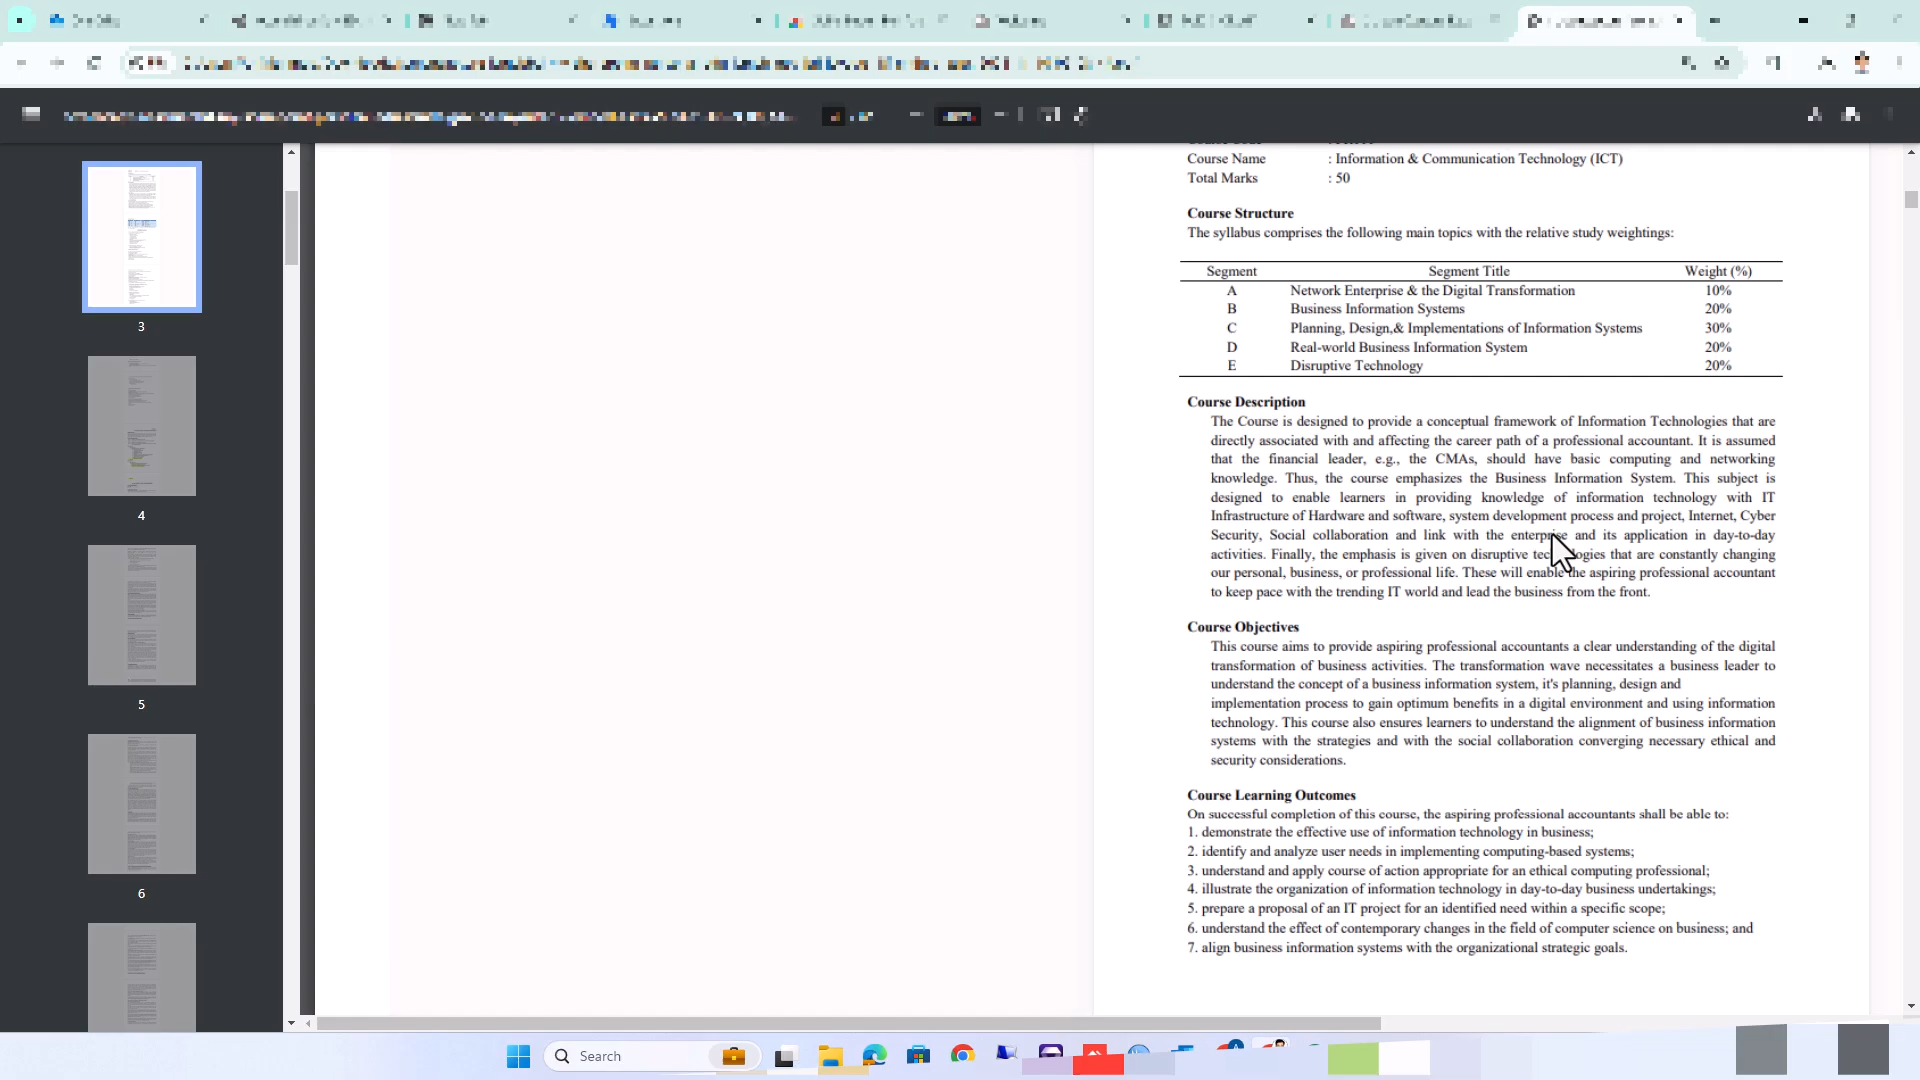 Course Name : Information & Communication Technology (ICT)
Total Marks : 50
Course Structure
The syllabus comprises the following main topics with the relative study weightings:
Segment Segment Title Weight (%)
A Network Enterprise & the Digital Transformation 10%
B Business Information Systems 20%
C Planning, Design,& Implementations of Information Systems 30%
D Real-world Business Information System 20%
E Disruptive Technology 20%
Course Description
The Course is designed to provide a conceptual framework of Information Technologies that are
directly associated with and affecting the career path of a professional accountant. It is assumed
that the financial leader, e.g., the CMAs, should have basic computing and networking
knowledge. Thus, the course emphasizes the Business Information System. This subject is
designed to enable learners in providing knowledge of information technology with IT
Infrastructure of Hardware and software, system development process and project, Internet, Cyber
Security, Social collaboration and link with the enterprise and its application in day-to-day
activities. Finally, the emphasis is given on disruptive technologies that are constantly changing
our personal, business, or professional life. These will enable the aspiring professional accountant
to keep pace with the trending IT world and lead the business from the front.
Course Objectives
This course aims to provide aspiring professional accountants a clear understanding of the digital
transformation of business activities. The transformation wave necessitates a business leader to
understand the concept of a business information system, it's planning, design and
implementation process to gain optimum benefits in a digital environment and using information
technology. This course also ensures learners to understand the alignment of business information
systems with the strategies and with the social collaboration converging necessary ethical and
security considerations.
Course Learning Outcomes
On successful completion of this course, the aspiring professional accountants shall be able to:
1. demonstrate the effective use of information technology in business;
2. identify and analyze user needs in implementing computing-based systems;
3. understand and apply course of action appropriate for an ethical computing professional;
4. illustrate the organization of information technology in day-to-day business undertakings;
5. prepare a proposal of an IT project for an identified need within a specific scope;
6. understand the effect of contemporary changes in the field of computer science on business; and
7. align business information systems with the organizational strategic goals.
3
4
5
6
Search